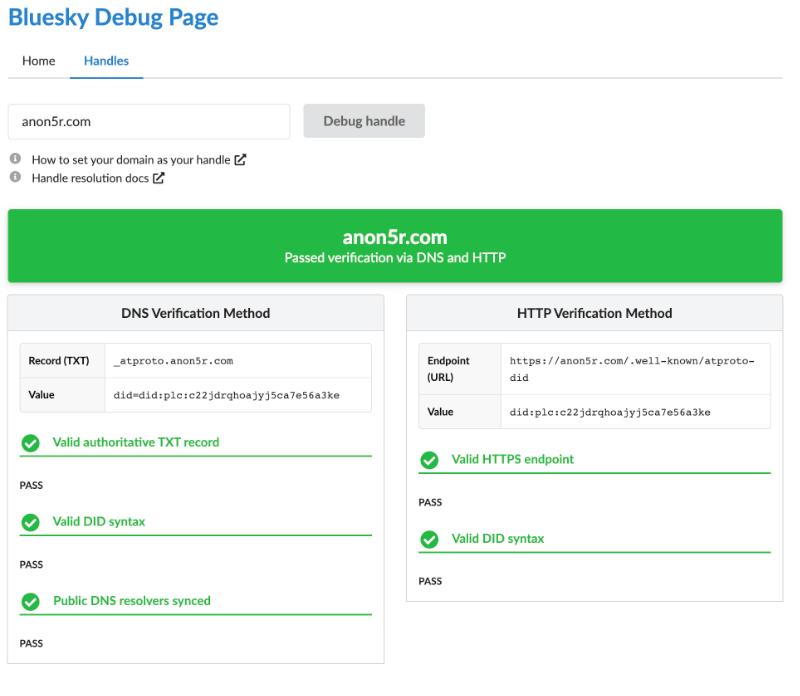 Bluesky Debug Page
Home
Handles
anon5r.com
Debug handle
How to set your domain as your handle
Handle resolution docs
anon5r.com
Passed verification via DNS and HTTP
DNS Verification Method
Record (TXT)
_atproto.anon5r.com
Value
did=did:plc:c22jdrqhoajyj5ca7e56a3ke
Valid authoritative TXT record
PASS
Valid DID syntax
PASS
Public DNS resolvers synced
PASS
HTTP Verification Method
Endpoint
(URL)
https://anon5r.com/.well-known/atproto-
did
Value
did:plc:c22jdrqhoajyj5ca7e56a3ke
Valid HTTPS endpoint
PASS
Valid DID syntax
PASS